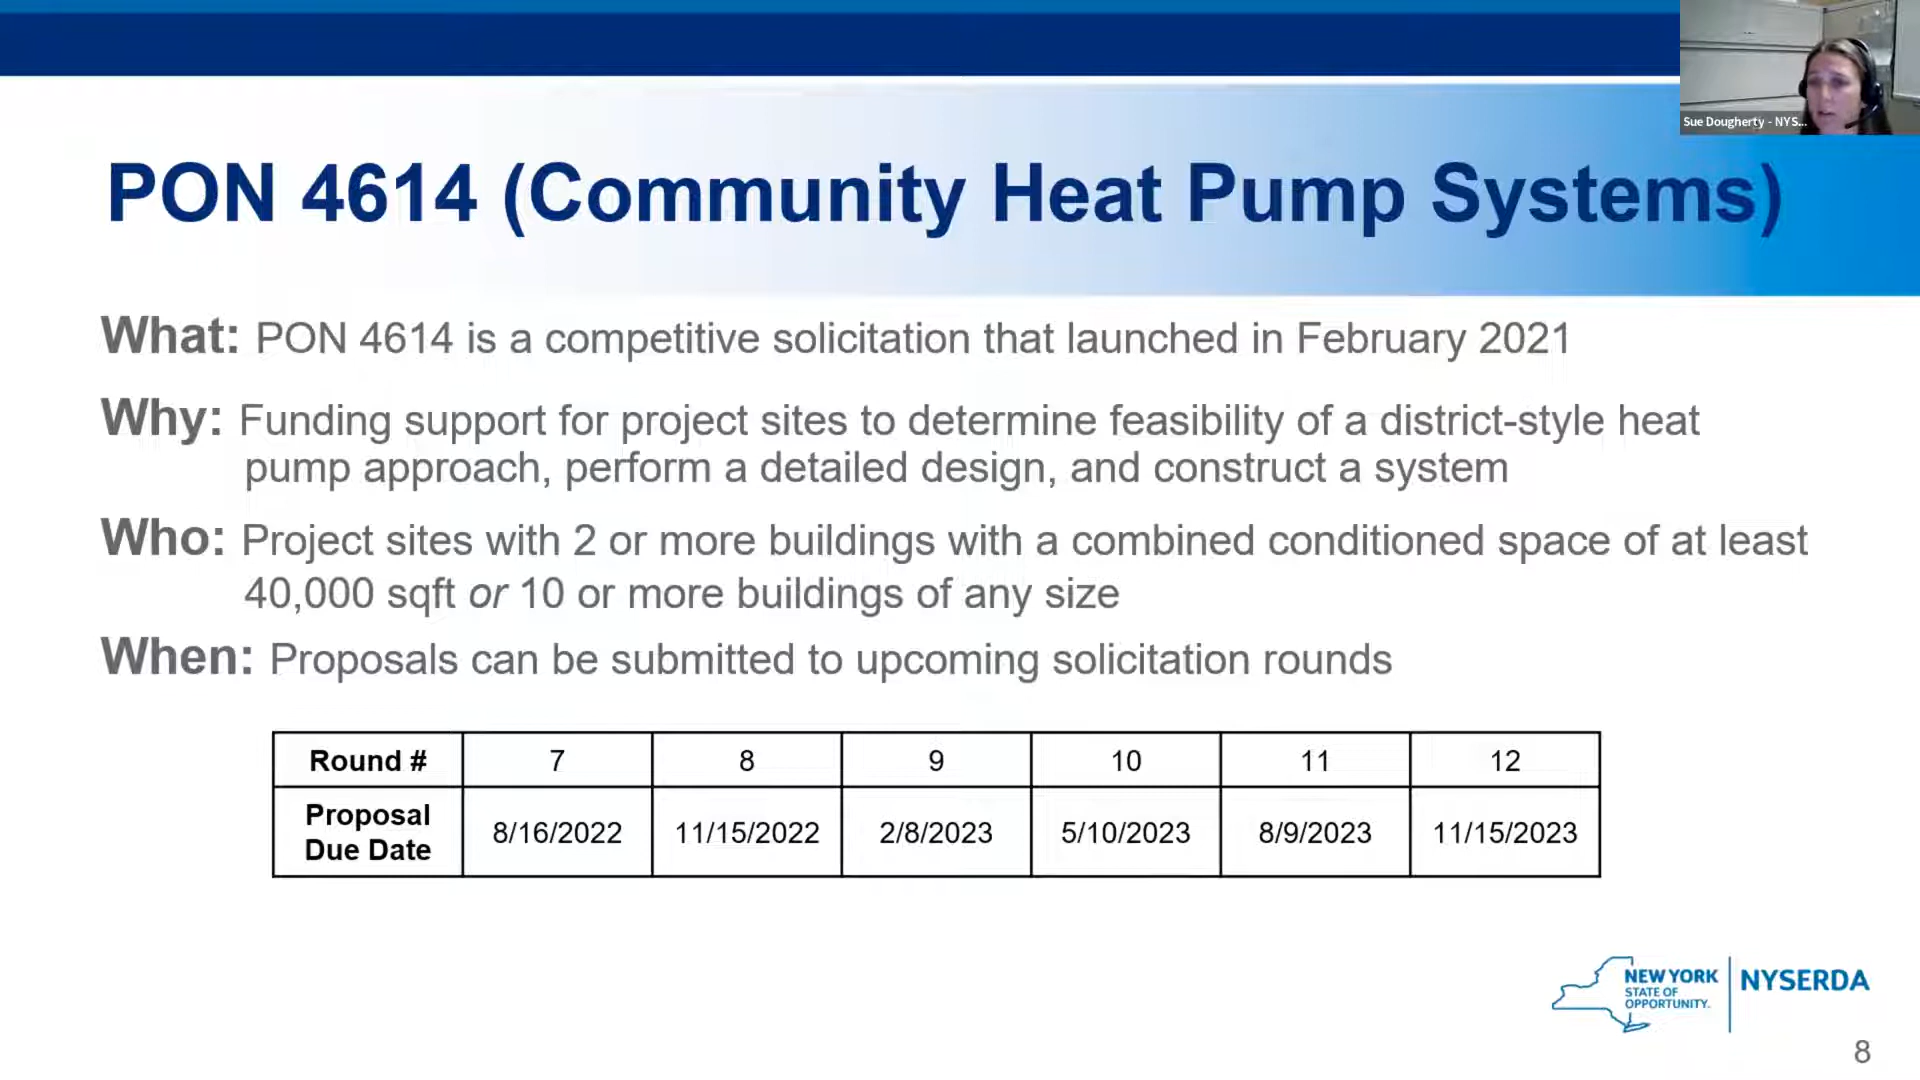 Sue Dougherty - NYS...
PON 4614 (Community Heat Pump Systems)
What: PON 4614 is a competitive solicitation that launched in February 2021
Why: Funding support for project sites to determine feasibility of a district-style heat
pump approach, perform a detailed design, and construct a system
Who: Project sites with 2 or more buildings with a combined conditioned space of at least
40,000 sqft or 10 or more buildings of any size
When: Proposals can be submitted to upcoming solicitation rounds
Round # 7 8 9 10 11 12
Proposal
Due Date 8/16/2022 11/15/2022 2/8/2023 5/10/2023 8/9/2023 11/15/2023
NEW YORK
STATE OF
OPPORTUNITY.
NYSERDA
8